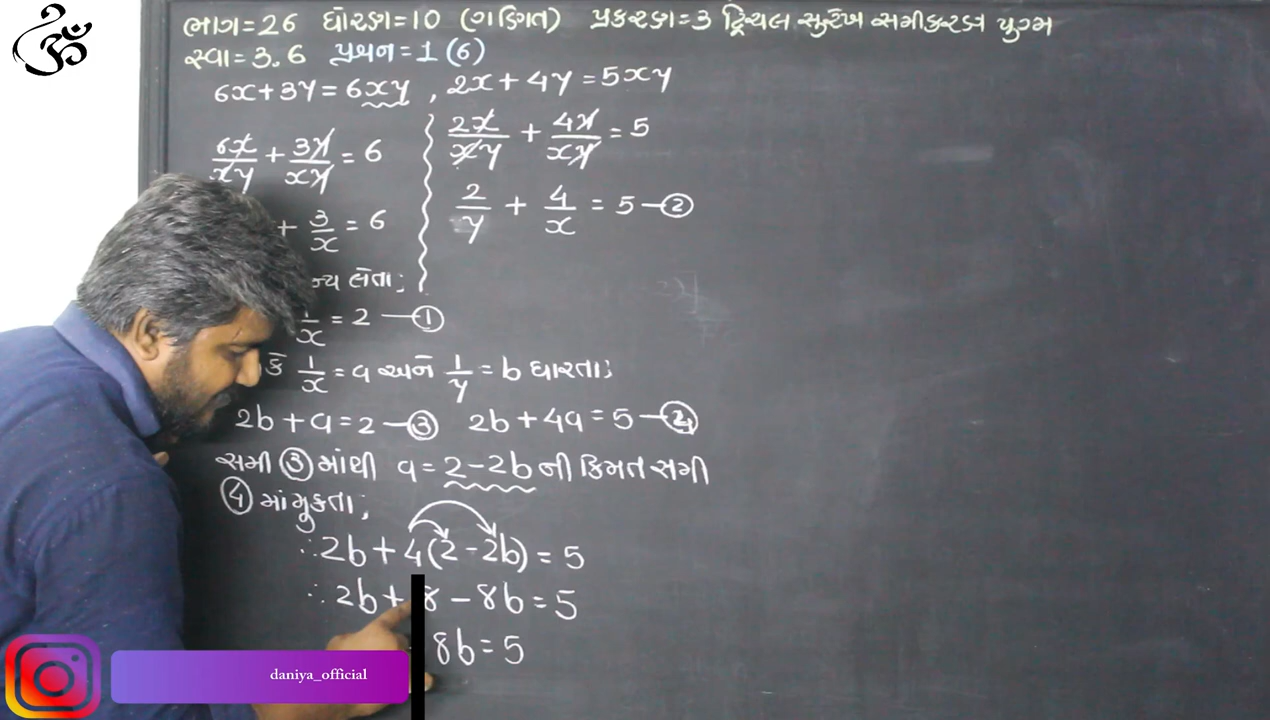 ૐ
ભાગ=26 ધોરણ=10 (ગણિત) પ્રકરણ=3 દ્વિચલ સુરેખ સમીકરણ યુગ્મ
સ્વા=3.6 પ્રશ્ન=1(6)
6x+3y=6xy , 2x+4y=5xy
6x/xy + 3y/xy = 6
2x/xy + 4y/xy = 5
+ 3/x = 6
2/y + 4/x = 5 —②
ન્ય લેતા;
1/x = 2 —①
કે 1/x = a અને 1/y = b ધારતા;
2b+a=2 —③ 2b+4a=5 —④
સમી ③ માંથી a=2-2b ની કિંમત સમી
④ માં મુકતા;
∴ 2b+4(2-2b)=5
∴ 2b+8-8b=5
8b=5
daniya_official